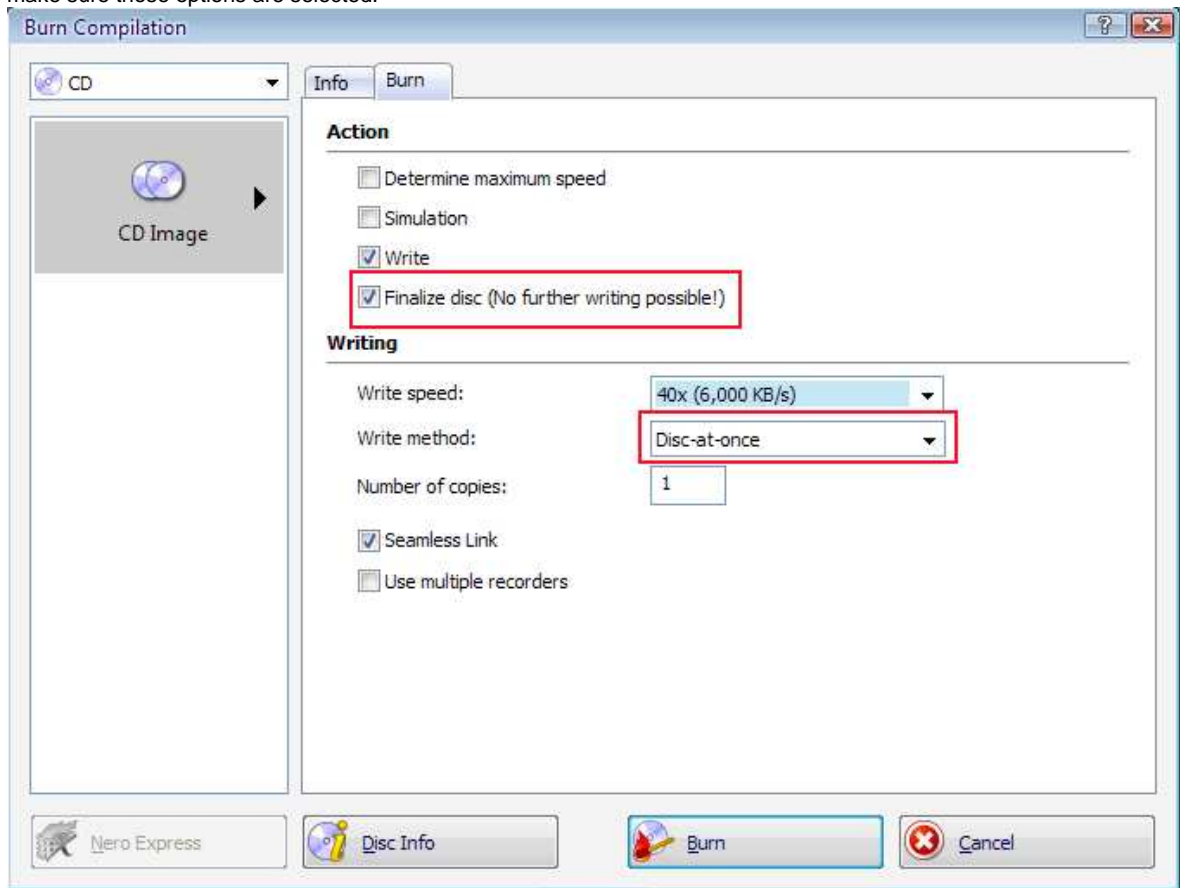 make sure these options are selected.
Burn Compilation
CD
Info Burn
CD Image
Action
Determine maximum speed
Simulation
Write
Finalize disc (No further writing possible!)
Writing
Write speed: 40x (6,000 KB/s)
Write method: Disc-at-once
Number of copies: 1
Seamless Link
Use multiple recorders
Nero Express Disc Info Burn Cancel